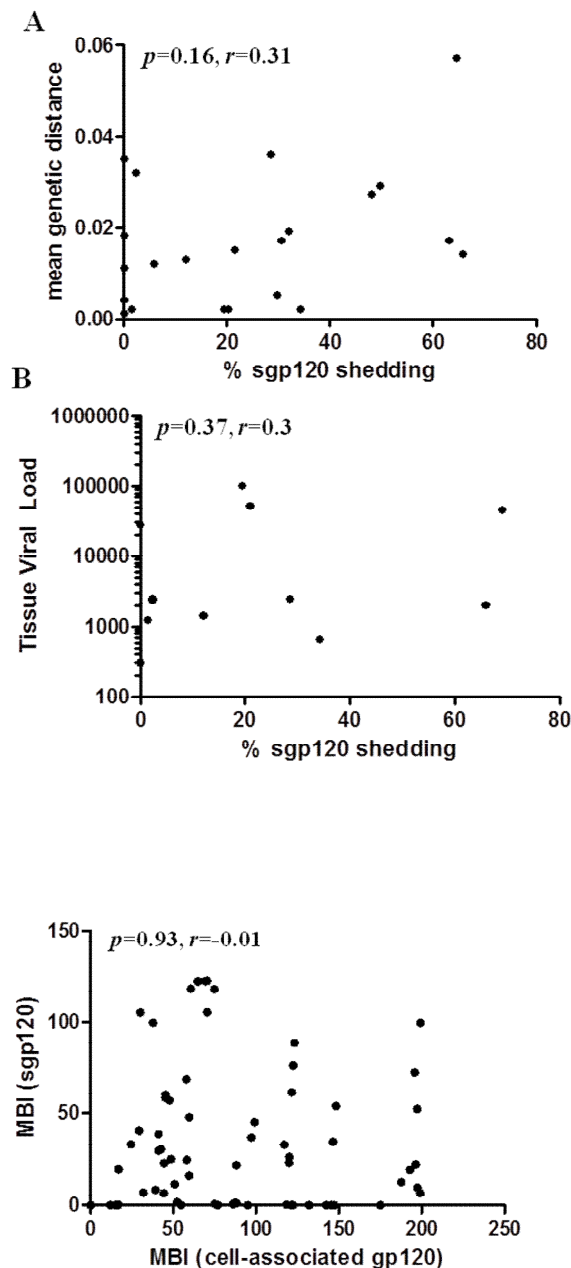 A
p=0.16, r=0.31
mean genetic distance
0.06
0.04
0.02
0.00
0 20 40 60 80
% sgp120 shedding
B
p=0.37, r=0.3
Tissue Viral Load
1000000
100000
10000
1000
100
0 20 40 60 80
% sgp120 shedding
p=0.93, r=-0.01
MBI (sgp120)
150
100
50
0
0 50 100 150 200 250
MBI (cell-associated gp120)